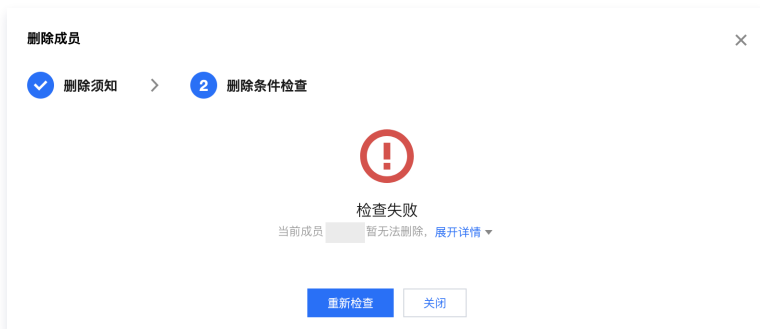 删除成员
删除须知
2 删除条件检查
检查失败
当前成员 暂无法删除，展开详情
重新检查
关闭